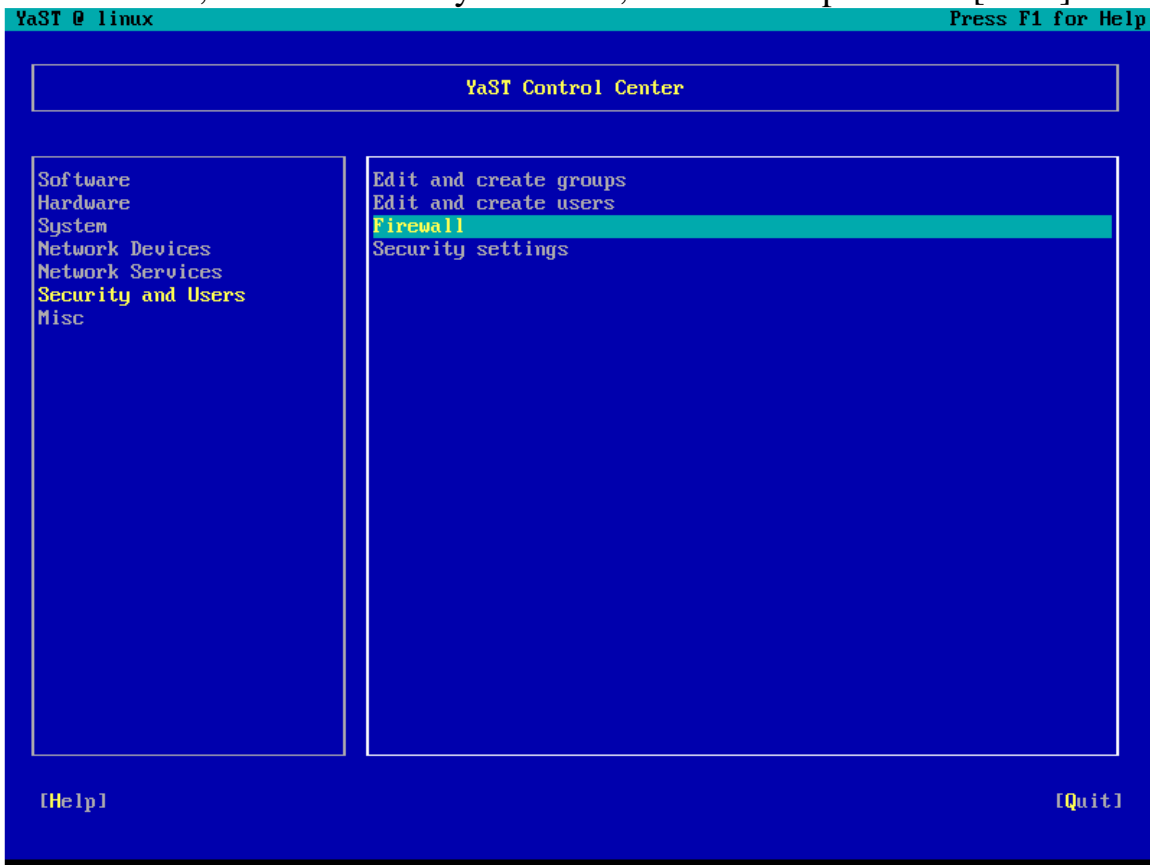 YaST @ linux Press F1 for Help
YaST Control Center
Software
Hardware
System
Network Devices
Network Services
Security and Users
Misc
Edit and create groups
Edit and create users
Firewall
Security settings
[Help] [Quit]